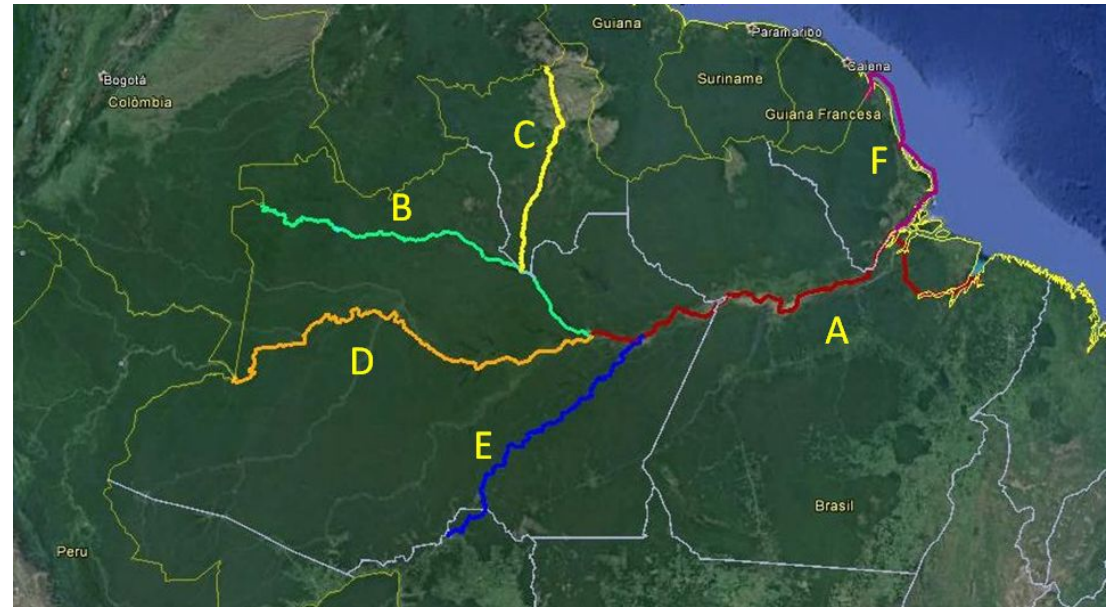 Guiana
Paramaribo
Caiena
Bogotá
Colômbia
Suriname
Guiana Francesa
C
F
B
A
D
E
Brasil
Peru